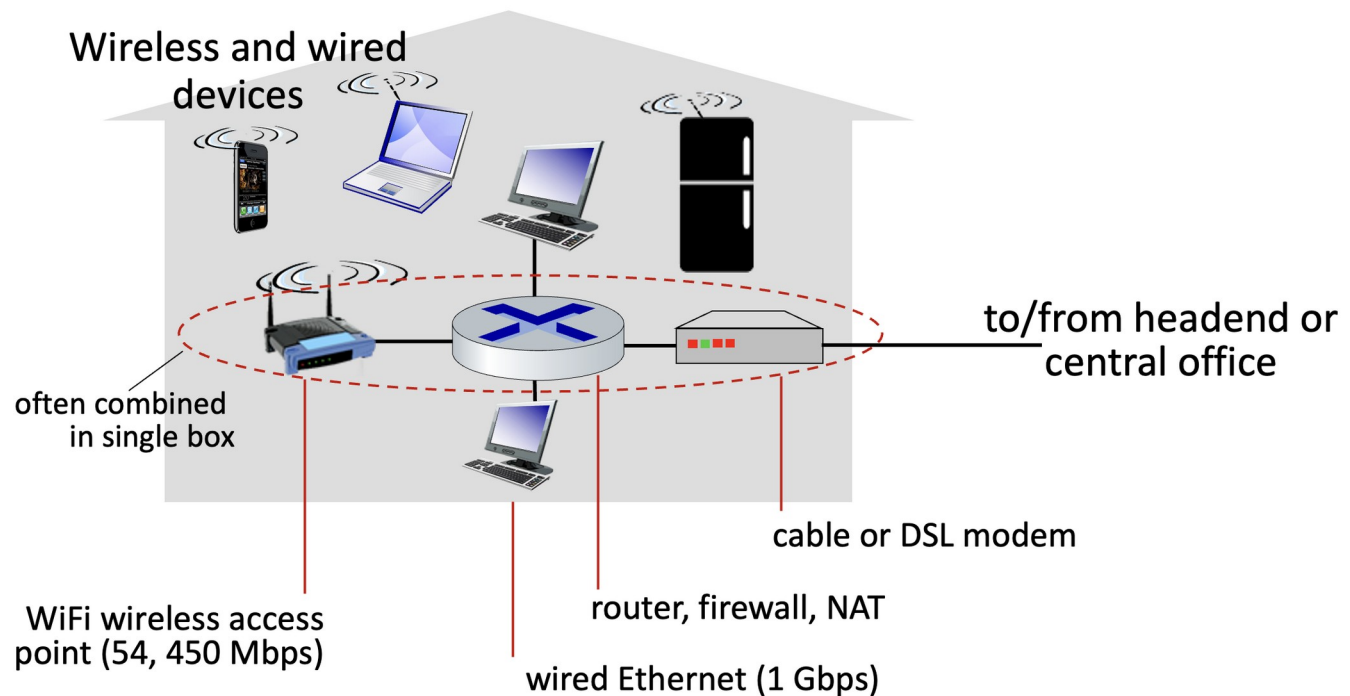 Wireless and wired
devices
to/from headend or
central office
often combined
in single box
cable or DSL modem
router, firewall, NAT
WiFi wireless access
point (54, 450 Mbps)
wired Ethernet (1 Gbps)